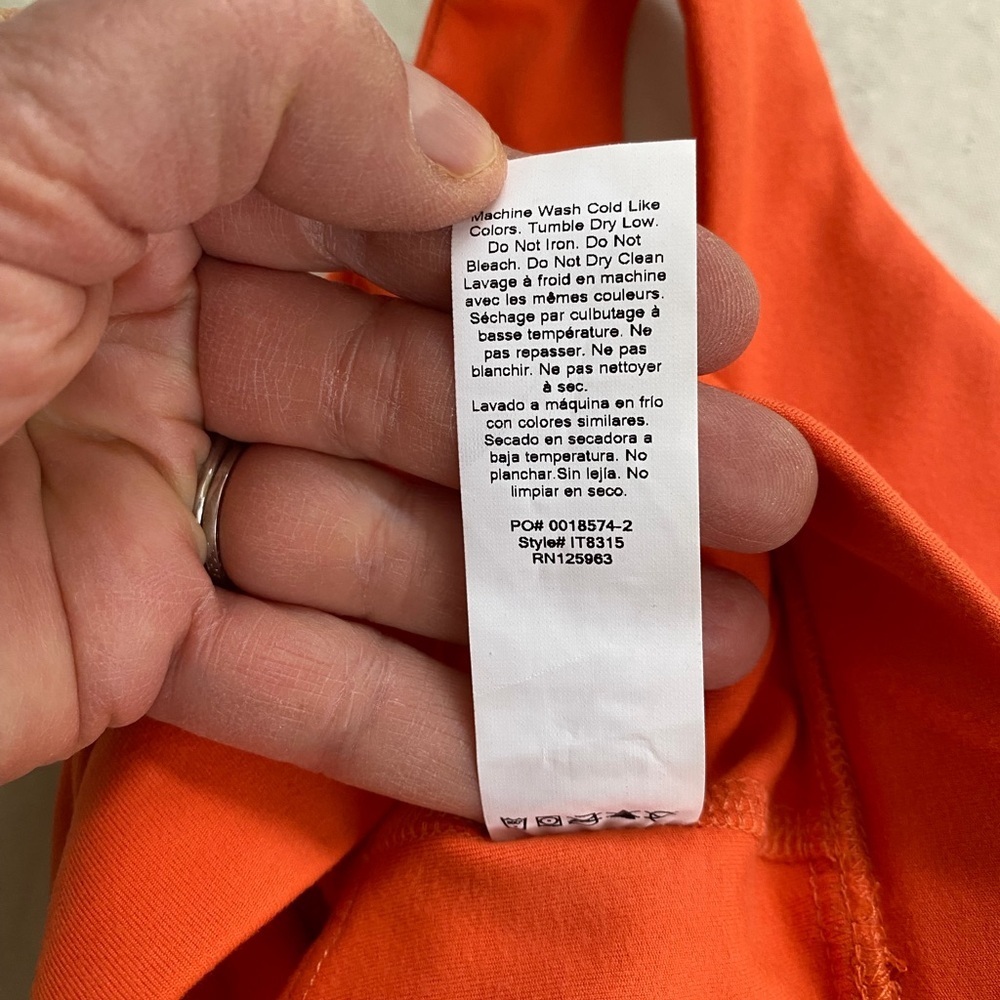 Machine Wash Cold Like
Colors. Tumble Dry Low.
Do Not Iron. Do Not
Bleach. Do Not Dry Clean
Lavage à froid en machine
avec les mêmes couleurs.
Séchage par culbutage à
basse température. Ne
pas repasser. Ne pas
blanchir. Ne pas nettoyer
à sec.
Lavado a máquina en frío
con colores similares.
Secado en secadora a
baja temperatura. No
planchar.Sin lejía. No
limpiar en seco.
PO# 0018574-2
Style# IT8315
RN125963